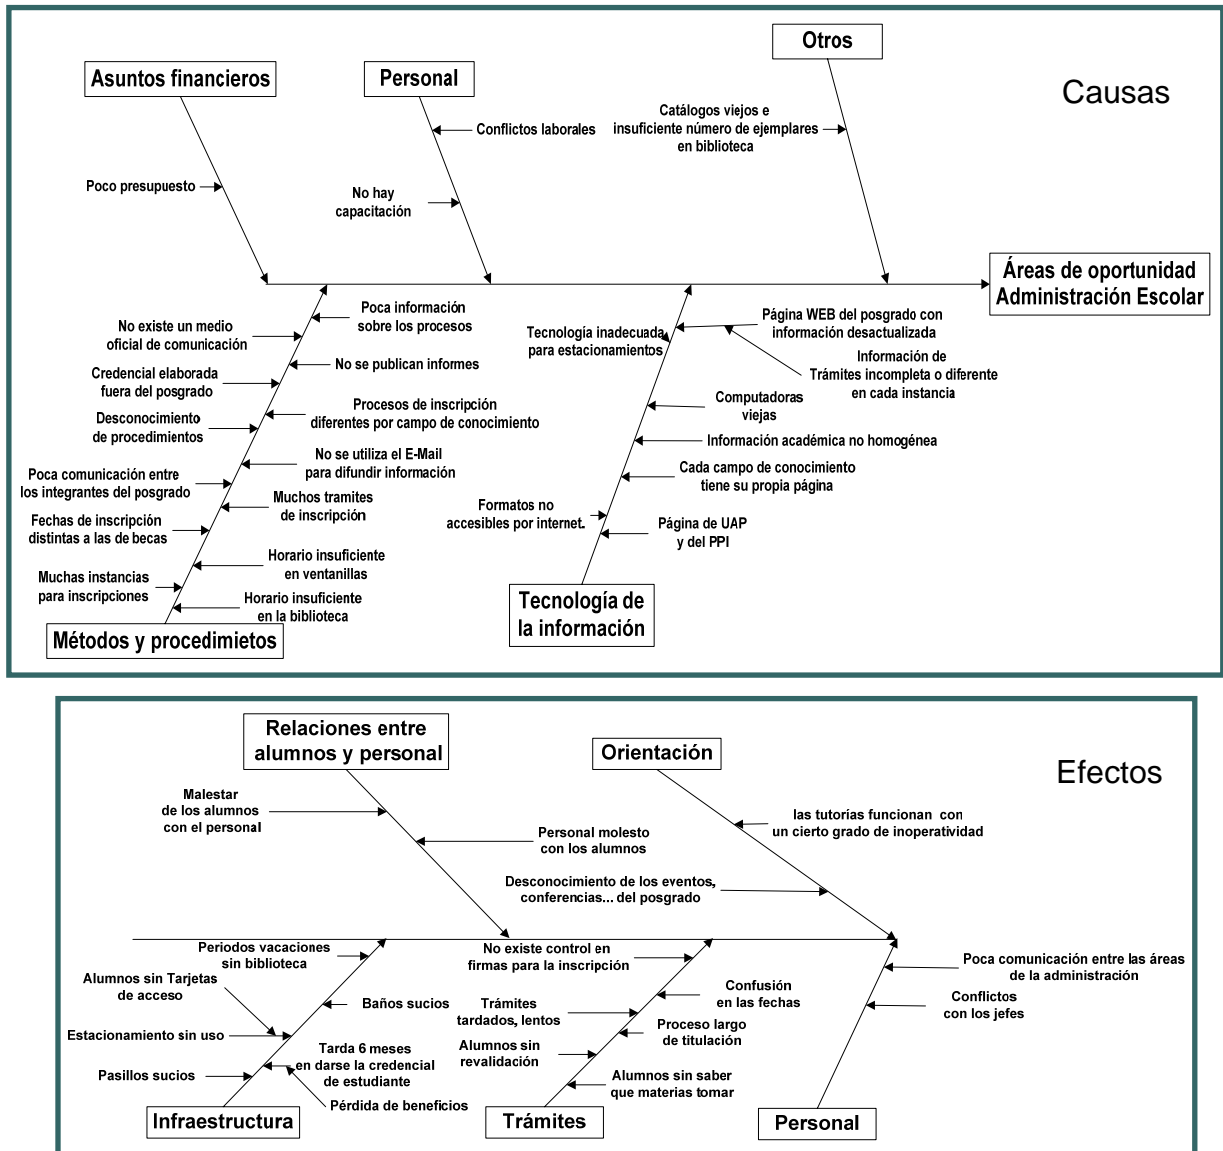 Otros
Asuntos financieros
Personal
Causas
Catálogos viejos e
insuficiente número de ejemplares
en biblioteca
Conflictos laborales
Poco presupuesto
No hay
capacitación
Áreas de oportunidad
Administración Escolar
Poca información
sobre los procesos
No existe un medio
oficial de comunicación
No se publican informes
Credencial elaborada
fuera del posgrado
Procesos de inscripción
diferentes por campo de conocimiento
Desconocimiento
de procedimientos
No se utiliza el E-Mail
para difundir información
Poca comunicación entre
los integrantes del posgrado
Muchos tramites
de inscripción
Fechas de inscripción
distintas a las de becas
Horario insuficiente
en ventanillas
Muchas instancias
para inscripciones
Horario insuficiente
en la biblioteca
Métodos y procedimietos
Página WEB del posgrado con
información desactualizada
Tecnología inadecuada
para estacionamientos
Información de
Trámites incompleta o diferente
en cada instancia
Computadoras
viejas
Información académica no homogénea
Cada campo de conocimiento
tiene su propia página
Formatos no
accesibles por internet.
Página de UAP
y del PPI
Tecnología de
la información
Relaciones entre
alumnos y personal
Orientación
Efectos
Malestar
de los alumnos
con el personal
Personal molesto
con los alumnos
las tutorías funcionan con
un cierto grado de inoperatividad
Desconocimiento de los eventos,
conferencias... del posgrado
Periodos vacaciones
sin biblioteca
Alumnos sin Tarjetas
de acceso
Baños sucios
Estacionamiento sin uso
Tarda 6 meses
en darse la credencial
de estudiante
Pasillos sucios
Pérdida de beneficios
Infraestructura
No existe control en
firmas para la inscripción
Confusión
en las fechas
Trámites
tardados, lentos
Proceso largo
de titulación
Alumnos sin
revalidación
Alumnos sin saber
que materias tomar
Trámites
Poca comunicación entre las áreas
de la administración
Conflictos
con los jefes
Personal